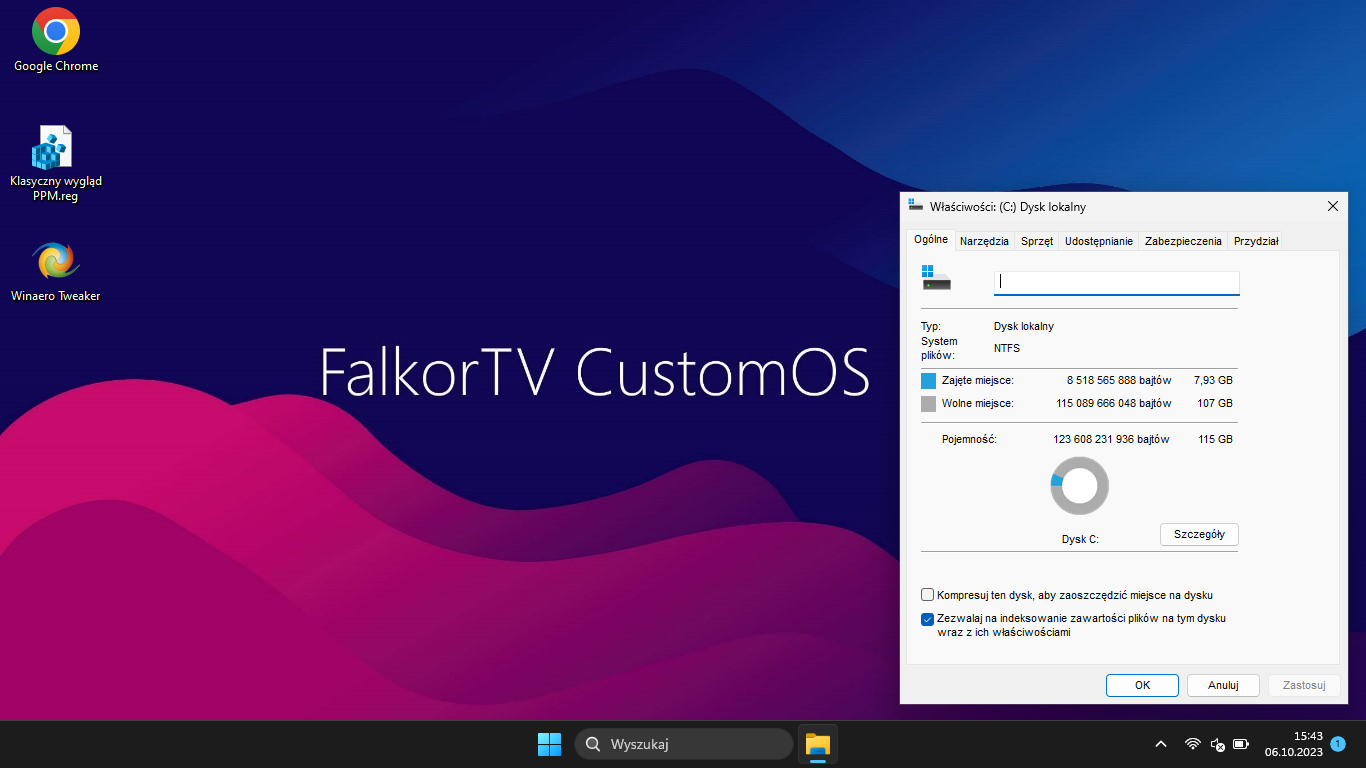 Google Chrome
Klasyczny wygląd
PPM.reg
Winaero Tweaker
FalkorTV CustomOS
Właściwości: (C:) Dysk lokalny
Ogólne Narzędzia Sprzęt Udostępnianie Zabezpieczenia Przydział
Typ: Dysk lokalny
System
plików: NTFS
Zajęte miejsce: 8 518 565 888 bajtów 7,93 GB
Wolne miejsce: 115 089 666 048 bajtów 107 GB
Pojemność: 123 608 231 936 bajtów 115 GB
Dysk C:
Szczegóły
Kompresuj ten dysk, aby zaoszczędzić miejsce na dysku
Zezwalaj na indeksowanie zawartości plików na tym dysku
wraz z ich właściwościami
OK Anuluj Zastosuj
Wyszukaj
15:43
06.10.2023
1